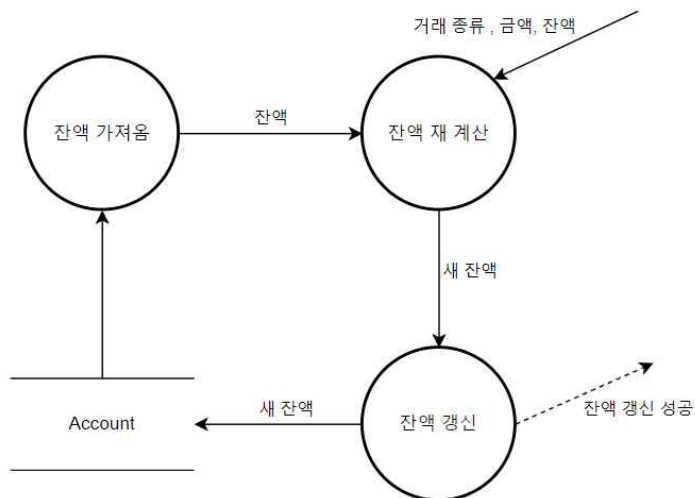 거래 종류 , 금액, 잔액
잔액 가져옴
잔액
잔액 재 계산
새 잔액
Account
새 잔액
잔액 갱신
잔액 갱신 성공